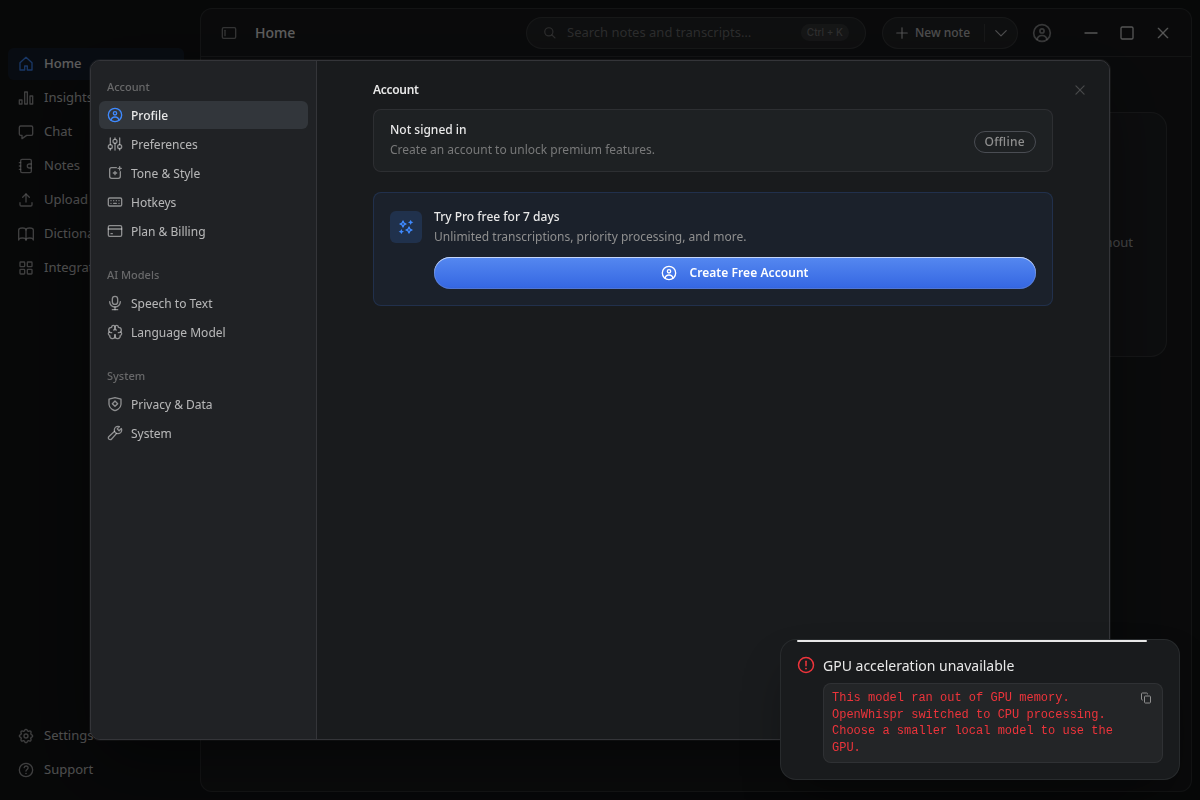 Home
Search notes and transcripts...
Ctrl + K
New note
Home
Insights
Chat
Notes
Upload
Account
Profile
Preferences
Tone & Style
Hotkeys
Plan & Billing
AI Models
Speech to Text
Language Model
System
Privacy & Data
System
Settings
Support
Account
Not signed in
Create an account to unlock premium features.
Offline
Try Pro free for 7 days
Unlimited transcriptions, priority processing, and more.
Create Free Account
GPU acceleration unavailable
This model ran out of GPU memory.
OpenWhispr switched to CPU processing.
Choose a smaller local model to use the
GPU.